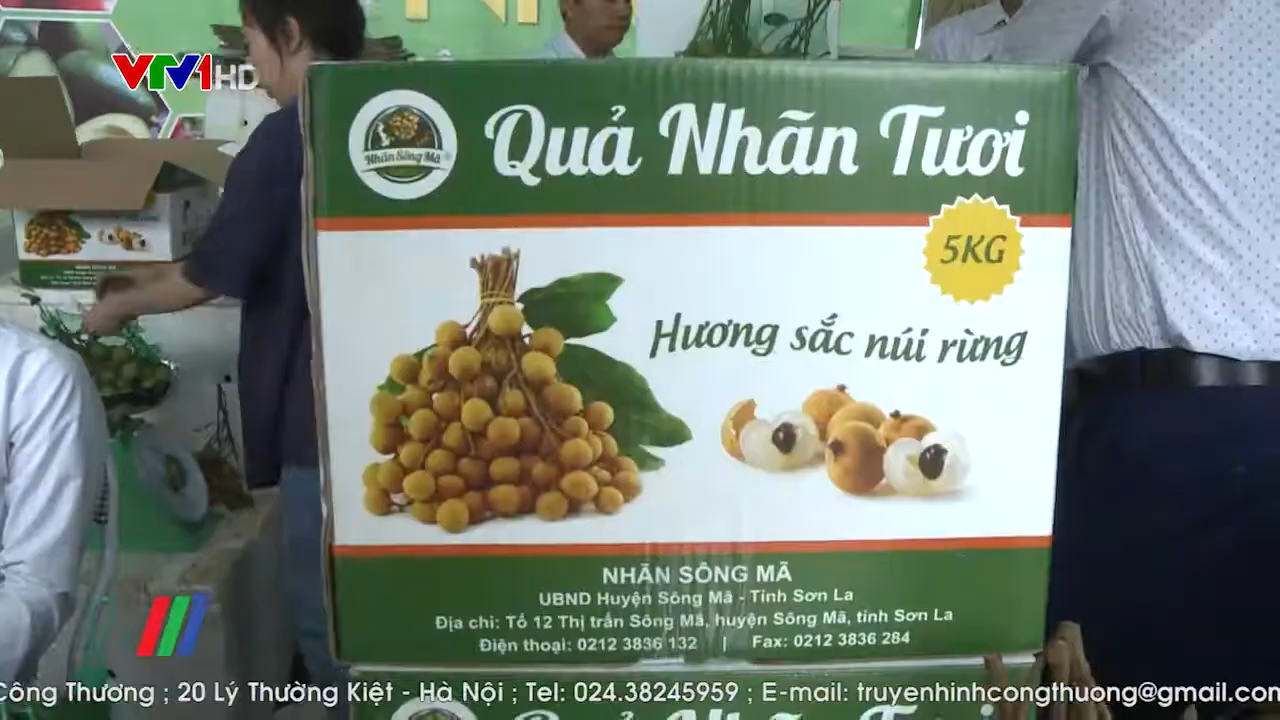 VTV1 HD
Quả Nhãn Tươi
Nhãn Sông Mã
5KG
Hương sắc núi rừng
NHÃN SÔNG MÃ
UBND Huyện Sông Mã - Tỉnh Sơn La
Địa chỉ: Tổ 12 Thị trấn Sông Mã, huyện Sông Mã, tỉnh Sơn La
Điện thoại: 0212 3836 132 | Fax: 0212 3836 284
Công Thương ; 20 Lý Thường Kiệt - Hà Nội ; Tel: 024.38245959 ; E-mail: truyenhinhcongthuong@gmail.com
Quả Nhãn Tươi